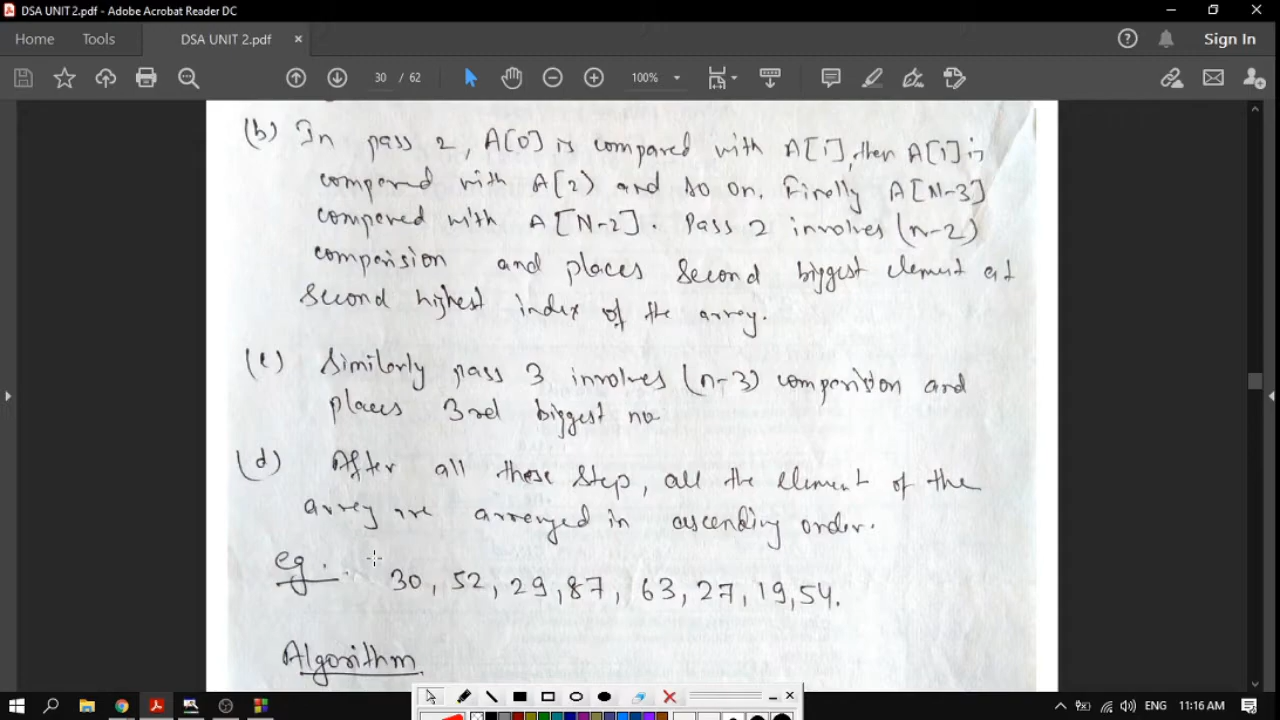 DSA UNIT 2.pdf - Adobe Acrobat Reader DC
Home Tools DSA UNIT 2.pdf × Sign In
30 / 62 100%
(b) In pass 2, A[0] is compared with A[1], then A[1] is
compared with A[2) and so on. Finally A[N-3]
compared with A[N-2]. Pass 2 involves (n-2)
comparision and places second biggest element at
second highest index of the array.
(c) Similarly pass 3 involves (n-3) comparision and
places 3rd biggest no
(d) After all these step, all the element of the
array are arranged in ascending order.
eg. 30, 52, 29, 87, 63, 27, 19, 54.
Algorithm
ENG 11:16 AM